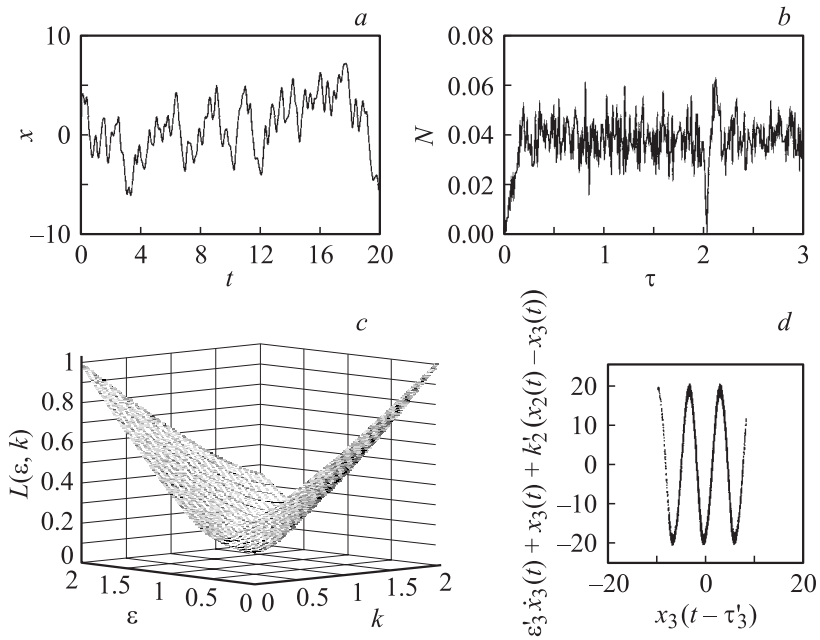 a
10
0
−10
x
0 4 8 12 16 20
t
b
0.08
0.06
0.04
0.02
0.00
N
0 1 2 3
τ
c
1
0.8
0.6
0.4
0.2
0
L(ε, k)
2 1.5 1 0.5 0
ε
0 0.5 1 1.5 2
k
d
20
10
0
−10
−20
ε′₃ẋ₃(t) + x₃(t) + k′₂(x₂(t) − x₃(t))
−20 0 20
x₃(t − τ′₃)